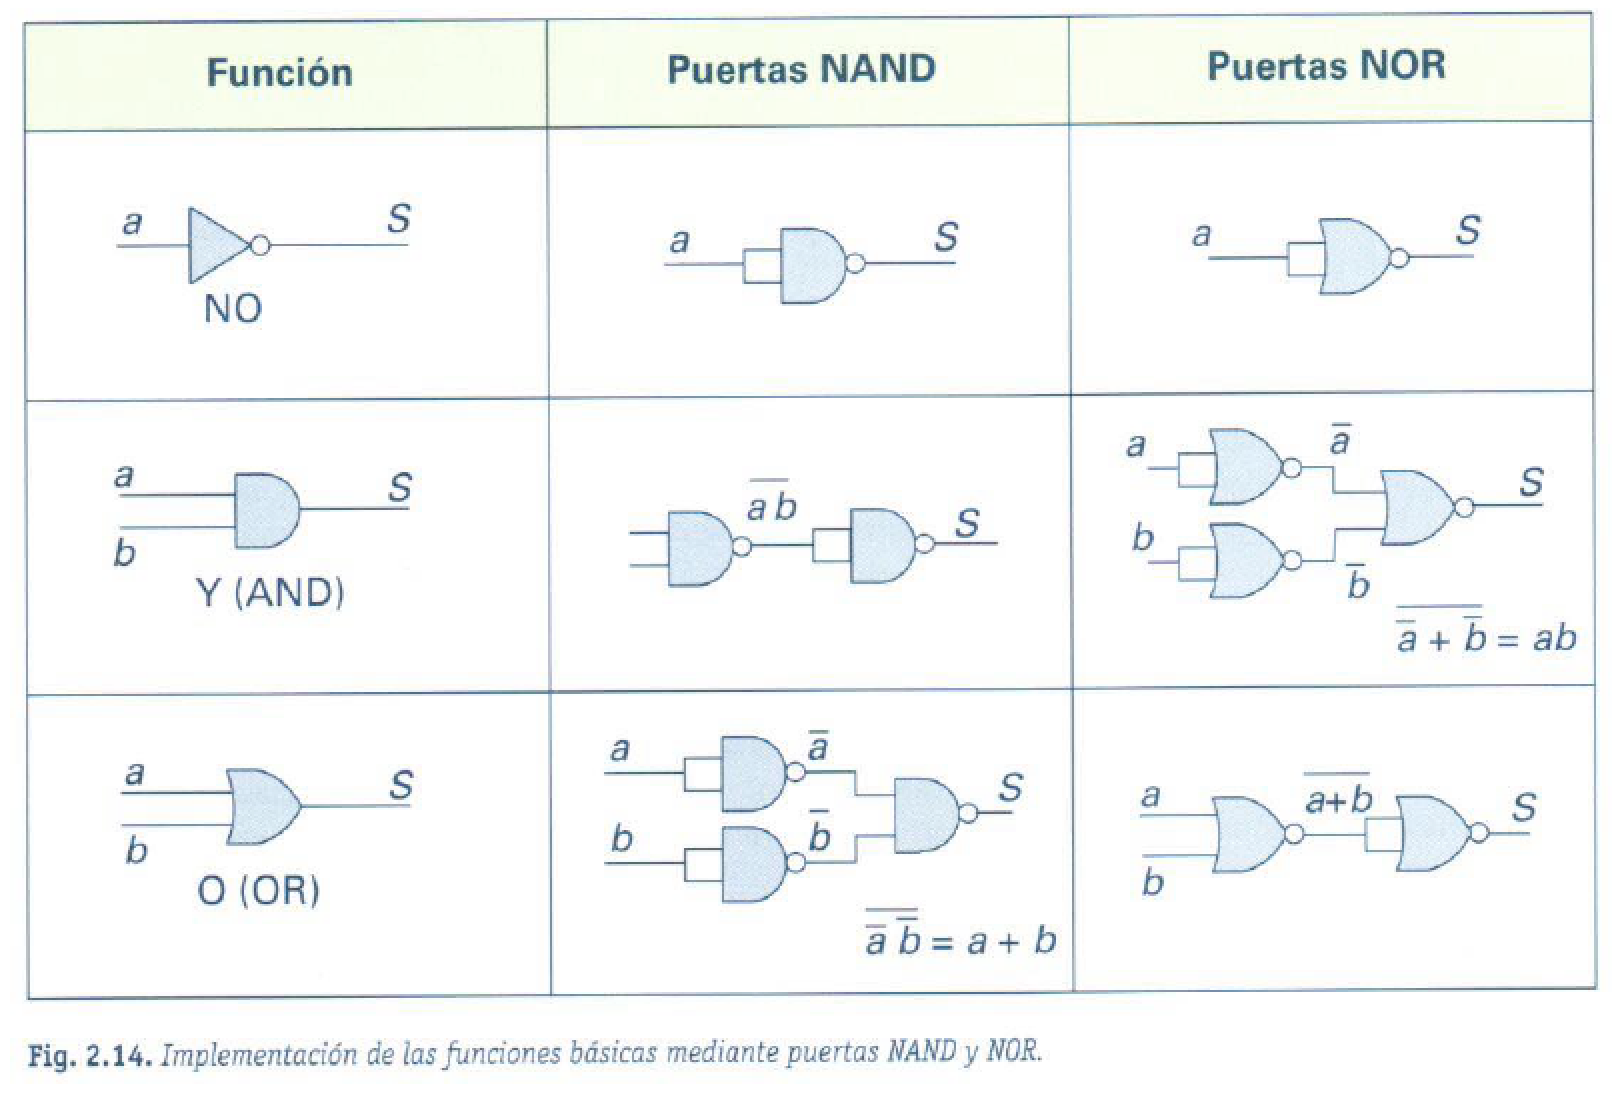 Función Puertas NAND Puertas NOR
a S
NO
a S
a S
a S
b
Y (AND)
a̅b̅ S
a a̅ S
b b̅
a̅ + b̅ = ab
a S
b
O (OR)
a a̅ S
b b̅
a̅ b̅ = a + b
a a+b S
b
Fig. 2.14. Implementación de las funciones básicas mediante puertas NAND y NOR.